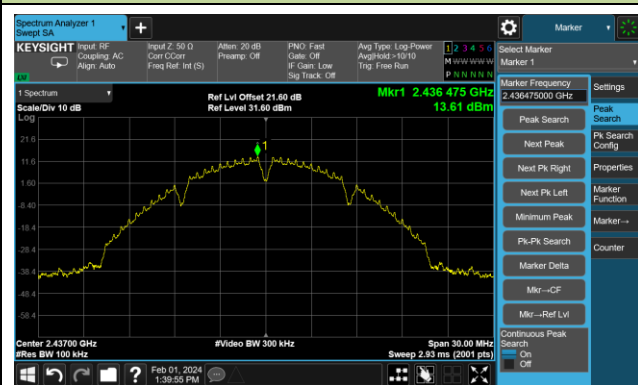 Spectrum Analyzer 1
Swept SA
+
Marker
KEYSIGHT
Input: RF
Coupling: AC
Align: Auto
Input Z: 50 Ω
Corr CCorr
Freq Ref: Int (S)
Atten: 20 dB
Preamp: Off
PNO: Fast
Gate: Off
IF Gain: Low
Sig Track: Off
Avg Type: Log-Power
Avg|Hold:>10/10
Trig: Free Run
1 2 3 4 5 6
M W W W W W
P N N N N N
Select Marker
Marker 1
1 Spectrum
Scale/Div 10 dB
Log
Ref Lvl Offset 21.60 dB
Ref Level 31.60 dBm
Mkr1 2.436 475 GHz
13.61 dBm
1
21.6
11.6
1.60
-8.40
-18.4
-28.4
-38.4
-48.4
-58.4
Center 2.43700 GHz
#Res BW 100 kHz
#Video BW 300 kHz
Span 30.00 MHz
Sweep 2.93 ms (2001 pts)
Marker Frequency
2.436475000 GHz
Peak Search
Next Peak
Next Pk Right
Next Pk Left
Minimum Peak
Pk-Pk Search
Marker Delta
Mkr→CF
Mkr→Ref Lvl
Continuous Peak
Search
On
Off
Settings
Peak
Search
Pk Search
Config
Properties
Marker
Function
Marker→
Counter
?
Feb 01, 2024
1:39:55 PM